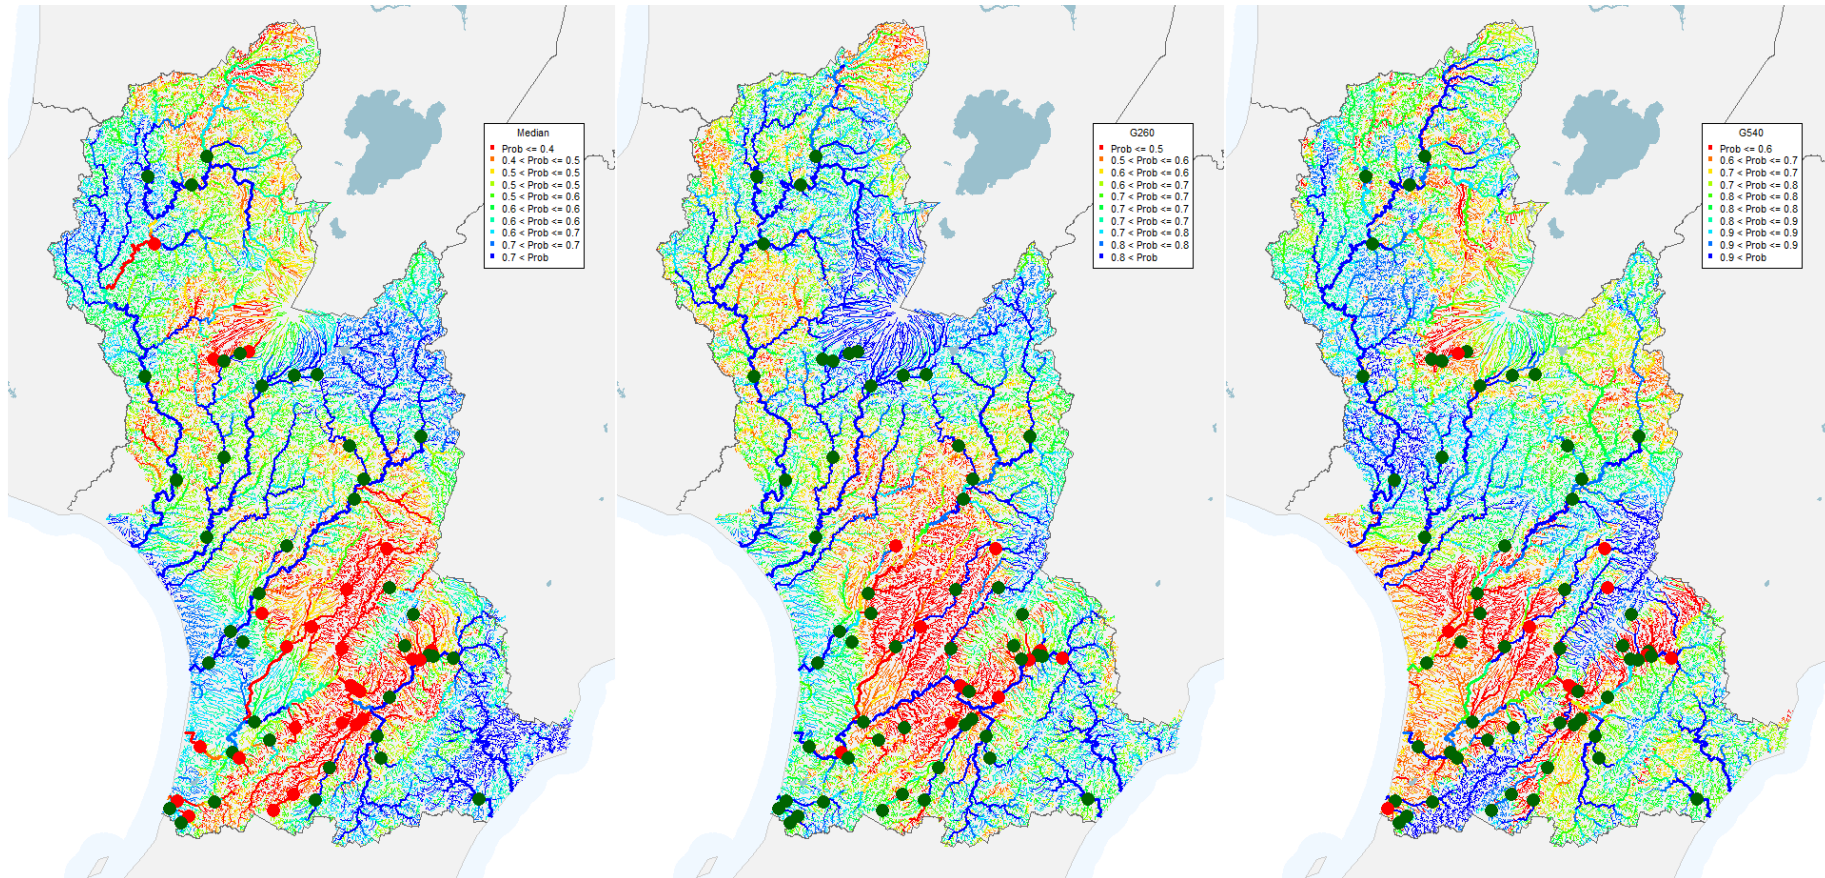 Median
Prob <= 0.4
0.4 < Prob <= 0.5
0.5 < Prob <= 0.5
0.5 < Prob <= 0.6
0.6 < Prob <= 0.6
0.6 < Prob <= 0.6
0.6 < Prob <= 0.7
0.7 < Prob <= 0.7
0.7 < Prob
G260
Prob <= 0.5
0.5 < Prob <= 0.6
0.6 < Prob <= 0.6
0.6 < Prob <= 0.7
0.7 < Prob <= 0.7
0.7 < Prob <= 0.7
0.7 < Prob <= 0.7
0.7 < Prob <= 0.8
0.8 < Prob <= 0.8
0.8 < Prob
G540
Prob <= 0.6
0.6 < Prob <= 0.7
0.7 < Prob <= 0.7
0.7 < Prob <= 0.8
0.8 < Prob <= 0.8
0.8 < Prob <= 0.8
0.8 < Prob <= 0.9
0.9 < Prob <= 0.9
0.9 < Prob <= 0.9
0.9 < Prob